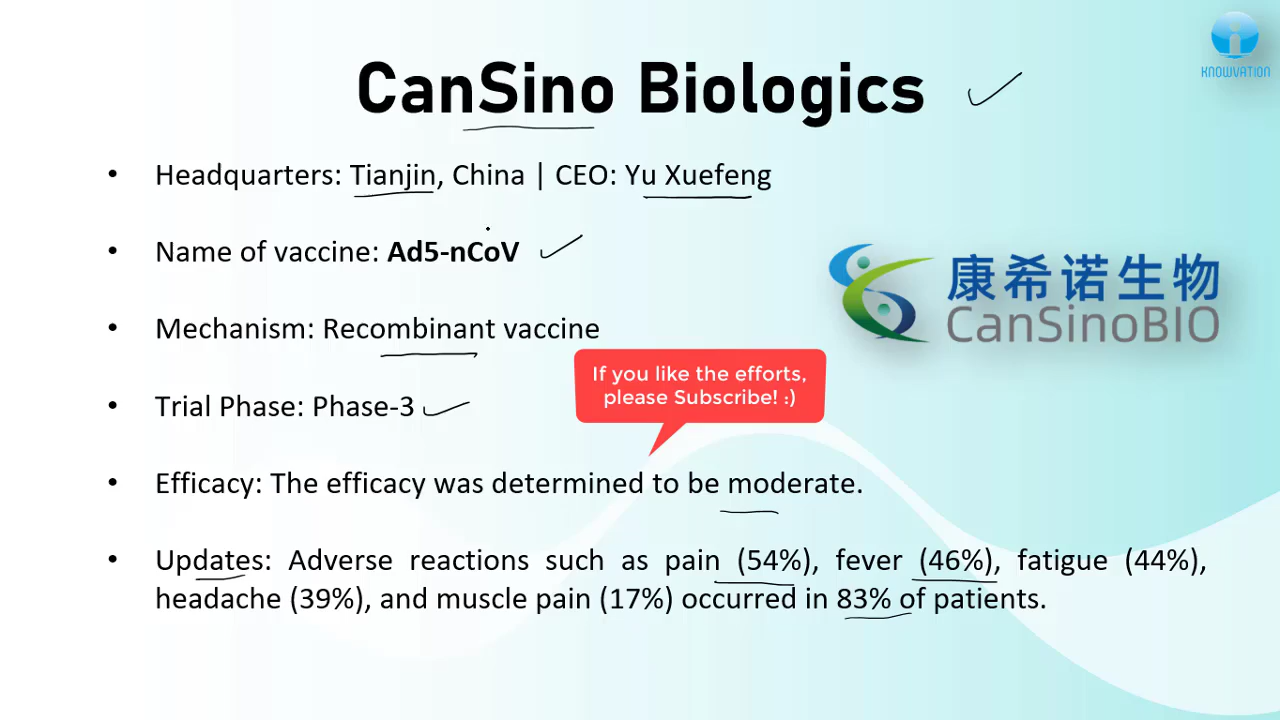 KNOWVATION
CanSino Biologics
• Headquarters: Tianjin, China | CEO: Yu Xuefeng
• Name of vaccine: Ad5-nCoV
康希诺生物
CanSinoBIO
• Mechanism: Recombinant vaccine
If you like the efforts,
please Subscribe! :)
• Trial Phase: Phase-3
• Efficacy: The efficacy was determined to be moderate.
• Updates: Adverse reactions such as pain (54%), fever (46%), fatigue (44%),
headache (39%), and muscle pain (17%) occurred in 83% of patients.